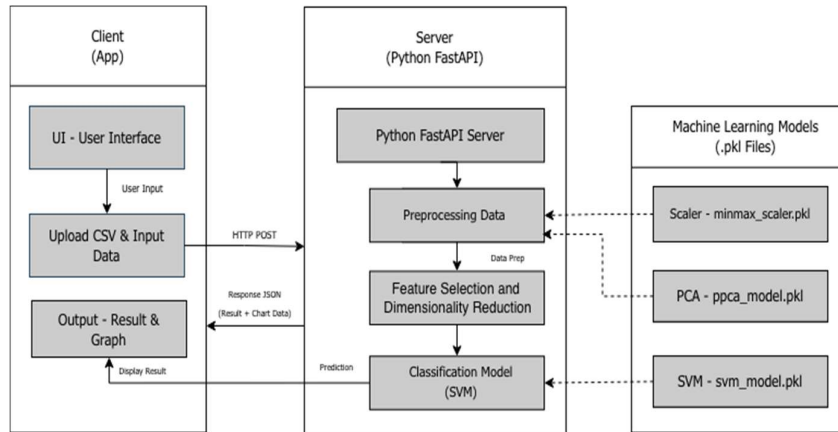 Client
(App)
UI - User Interface
User Input
Upload CSV & Input
Data
Output - Result &
Graph
Display Result
HTTP POST
Response JSON
(Result + Chart Data)
Prediction
Server
(Python FastAPI)
Python FastAPI Server
Preprocessing Data
Data Prep
Feature Selection and
Dimensionality Reduction
Classification Model
(SVM)
Machine Learning Models
(.pkl Files)
Scaler - minmax_scaler.pkl
PCA - ppca_model.pkl
SVM - svm_model.pkl